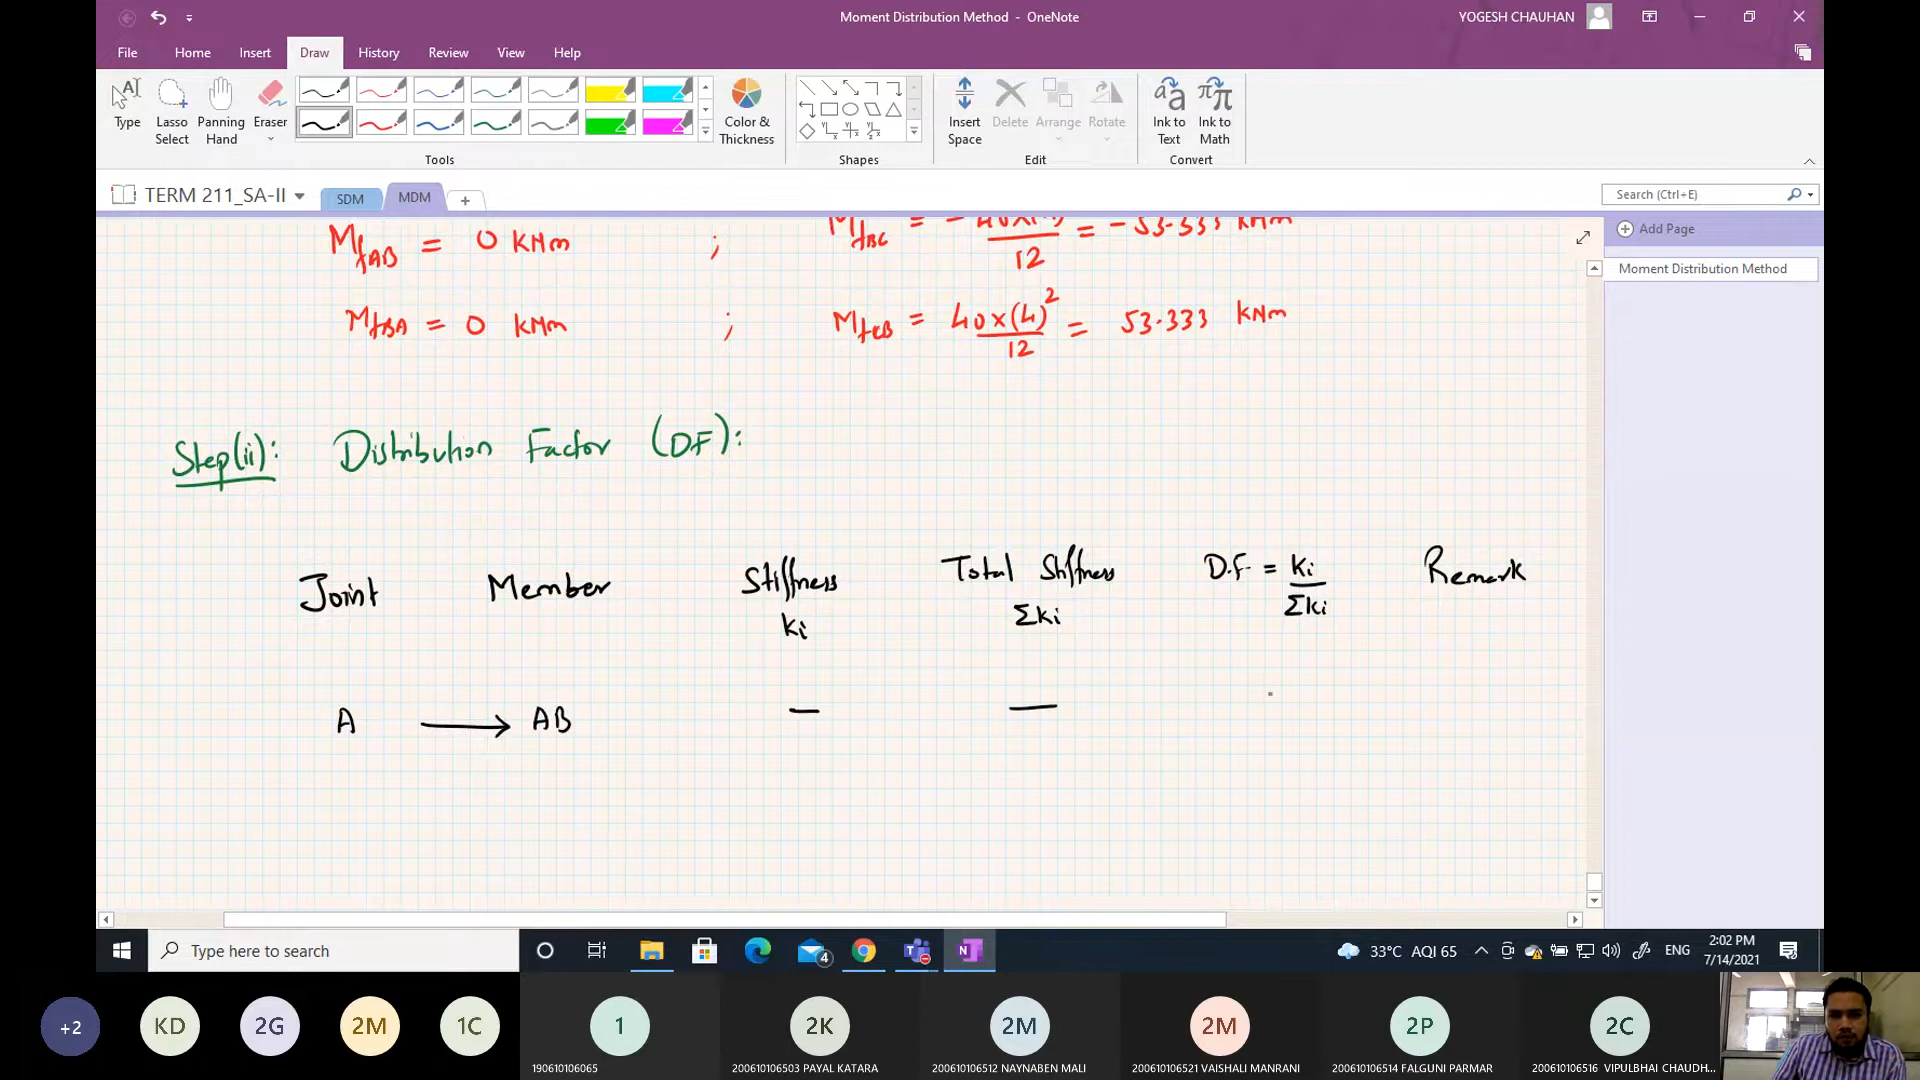 Moment Distribution Method - OneNote
YOGESH CHAUHAN
File Home Insert Draw History Review View Help
Type
Lasso Select
Panning Hand
Eraser
Color & Thickness
Insert Space
Delete
Arrange
Rotate
Ink to Text
Ink to Math
Tools
Shapes
Edit
Convert
TERM 211_SA-II
SDM
MDM
Search (Ctrl+E)
Add Page
Moment Distribution Method
MfAB = 0 kNm ; MfBC = - 40×(4) / 12 = - 53.333 kNm
MfBA = 0 kNm ; MfCB = 40×(4)² / 12 = 53.333 kNm
Step(ii): Distribution Factor (DF):
Joint Member Stiffness ki Total Stiffness Σki D.F. = ki / Σki Remark
A → AB — —
Type here to search
4
33°C AQI 65
ENG
2:02 PM
7/14/2021
+2 KD 2G 2M 1C 1 2K 2M 2M 2P 2C
190610106065
200610106503 PAYAL KATARA
200610106512 NAYNABEN MALI
200610106521 VAISHALI MANRANI
200610106514 FALGUNI PARMAR
200610106516 VIPULBHAI CHAUDH...